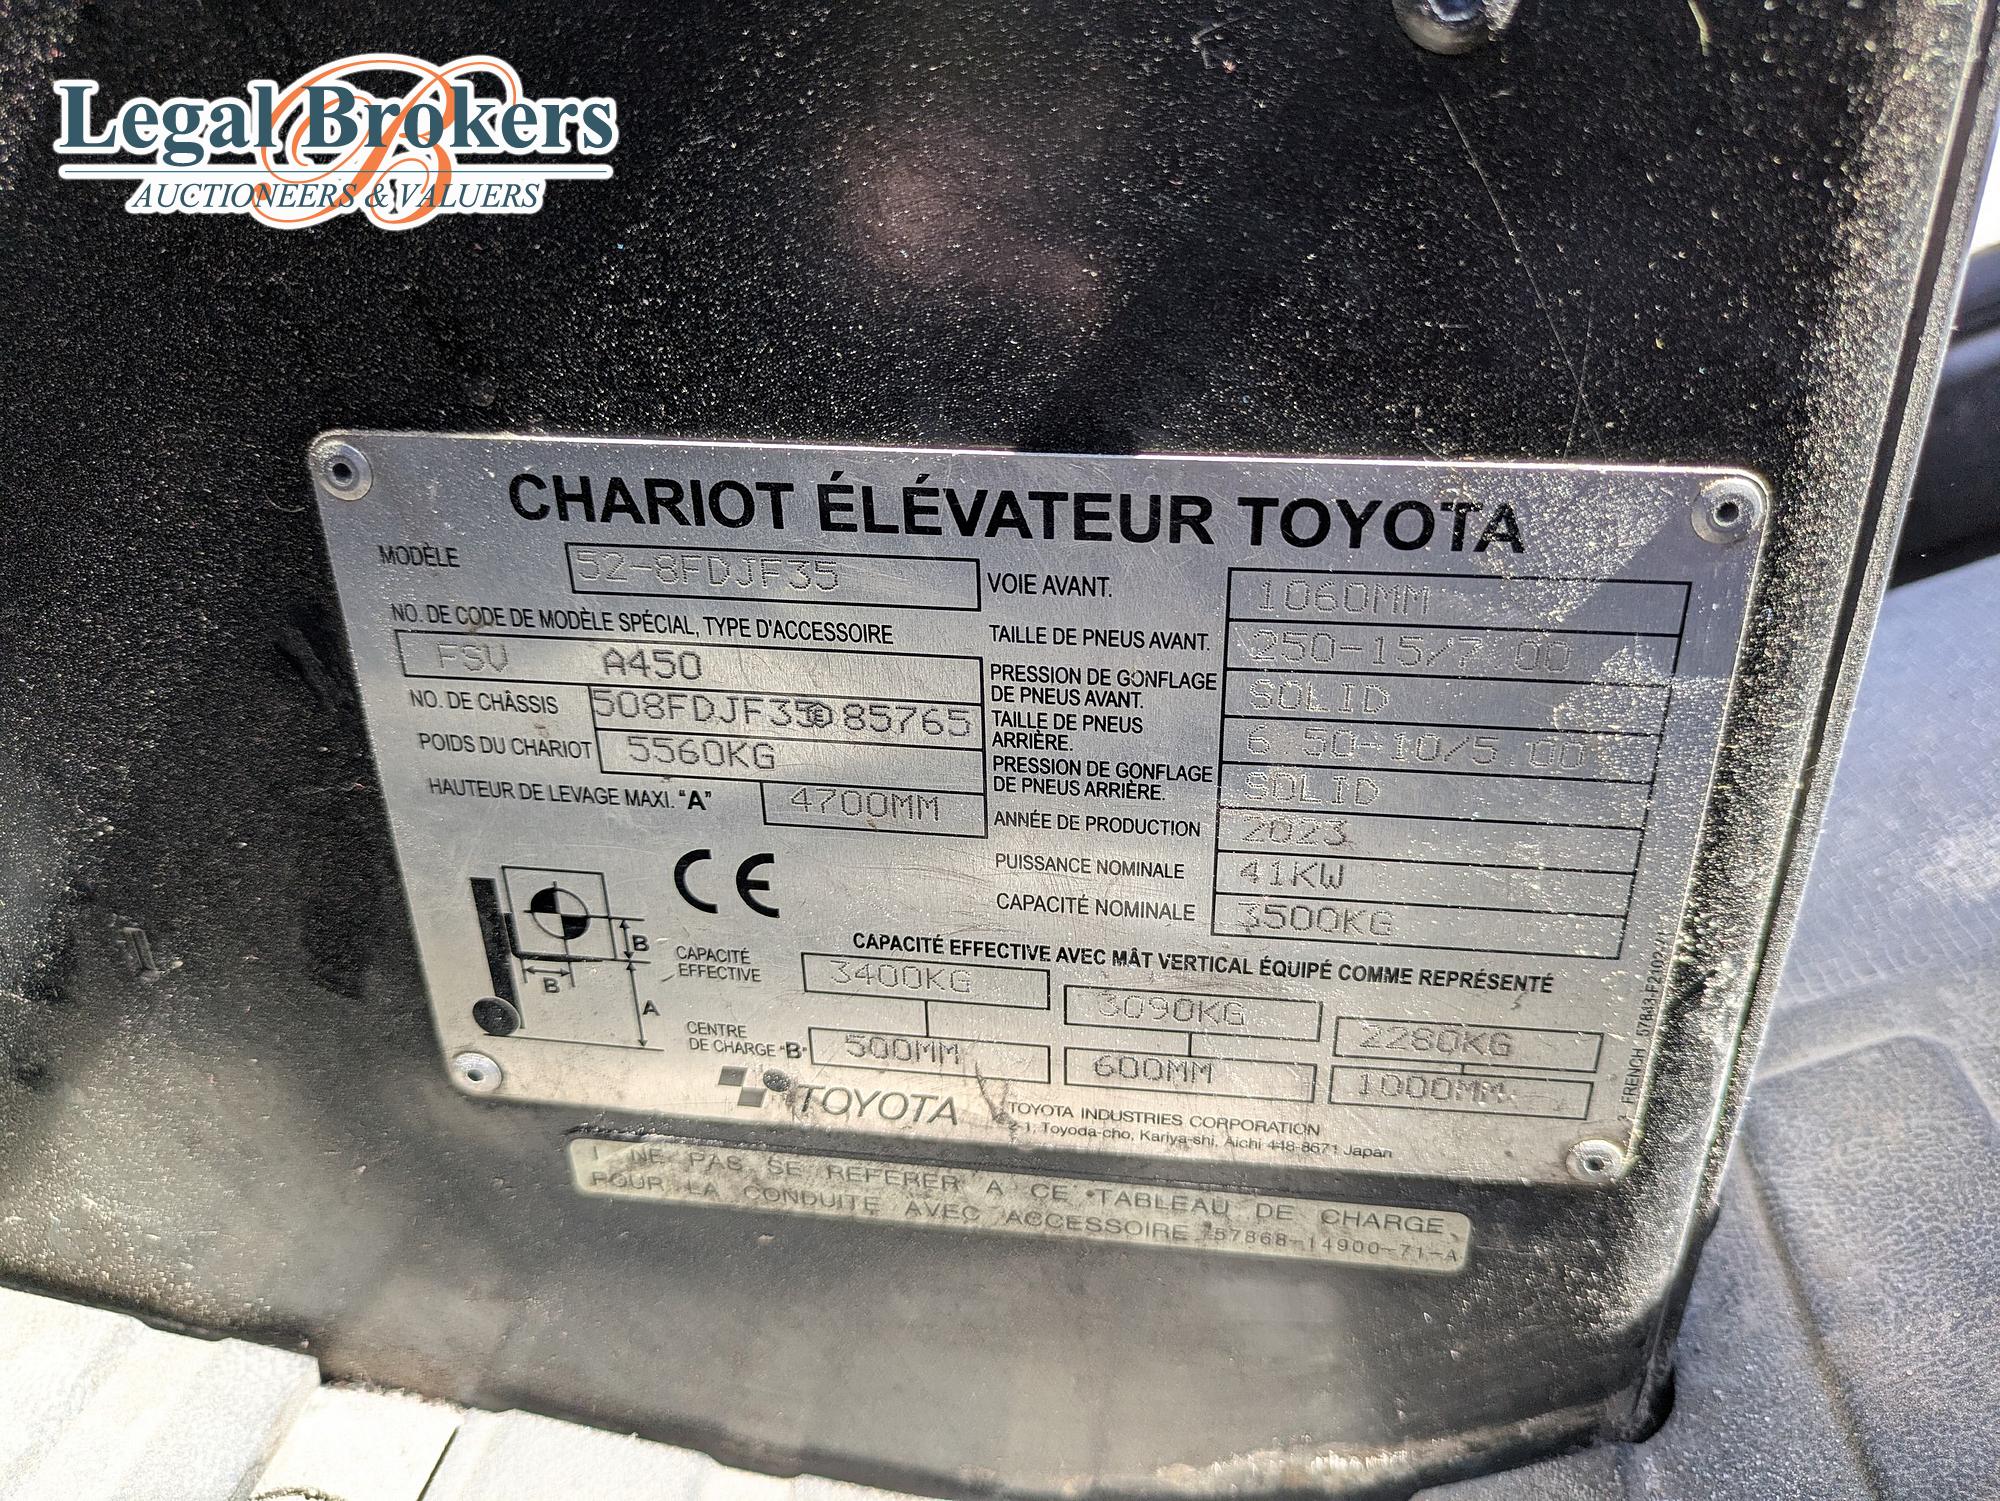 Legal Brokers
AUCTIONEERS & VALUERS
CHARIOT ÉLÉVATEUR TOYOTA
MODÈLE 52-8FDJF35
NO. DE CODE DE MODÈLE SPÉCIAL, TYPE D'ACCESSOIRE
FSV A450
NO. DE CHÂSSIS 508FDJF35 85765
POIDS DU CHARIOT 5560KG
HAUTEUR DE LEVAGE MAXI. "A" 4700MM
VOIE AVANT. 1060MM
TAILLE DE PNEUS AVANT. 250-15/7.00
PRESSION DE GONFLAGE
DE PNEUS AVANT. SOLID
TAILLE DE PNEUS
ARRIÈRE. 6.50-10/5.00
PRESSION DE GONFLAGE
DE PNEUS ARRIÈRE. SOLID
ANNÉE DE PRODUCTION 2023
PUISSANCE NOMINALE 41KW
CAPACITÉ NOMINALE 3500KG
CE
B
B
A
CAPACITÉ EFFECTIVE AVEC MÂT VERTICAL ÉQUIPÉ COMME REPRÉSENTÉ
CAPACITÉ
EFFECTIVE 3400KG 3090KG 2280KG
CENTRE
DE CHARGE "B" 500MM 600MM 1000MM
TOYOTA
TOYOTA INDUSTRIES CORPORATION
2-1, Toyoda-cho, Kariya-shi, Aichi 448-8671 Japan
FRENCH
NE PAS SE REFERER A CE TABLEAU DE CHARGE
POUR LA CONDUITE AVEC ACCESSOIRE 57868-14900-71-A